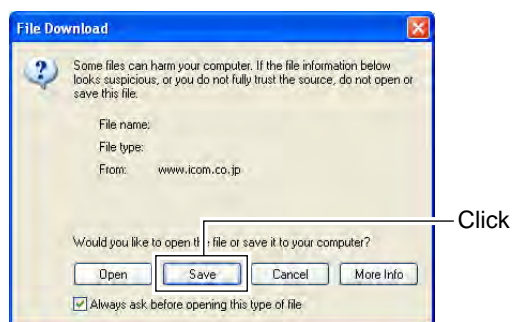 File Download
Some files can harm your computer. If the file information below
looks suspicious, or you do not fully trust the source, do not open or
save this file.
File name:
File type:
From: www.icom.co.jp
Click
Would you like to open the file or save it to your computer?
Open Save Cancel More Info
Always ask before opening this type of file